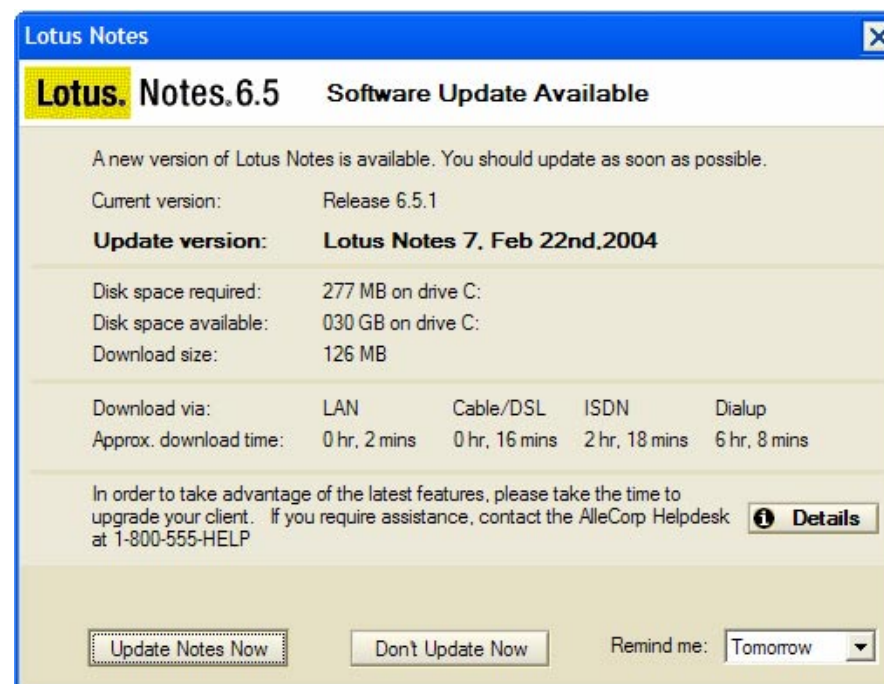 Lotus Notes
Lotus. Notes.6.5 Software Update Available
A new version of Lotus Notes is available. You should update as soon as possible.
Current version: Release 6.5.1
Update version: Lotus Notes 7, Feb 22nd,2004
Disk space required: 277 MB on drive C:
Disk space available: 030 GB on drive C:
Download size: 126 MB
Download via: LAN Cable/DSL ISDN Dialup
Approx. download time: 0 hr, 2 mins 0 hr, 16 mins 2 hr, 18 mins 6 hr, 8 mins
In order to take advantage of the latest features, please take the time to
upgrade your client. If you require assistance, contact the AlleCorp Helpdesk
at 1-800-555-HELP
Details
Update Notes Now Don't Update Now Remind me: Tomorrow